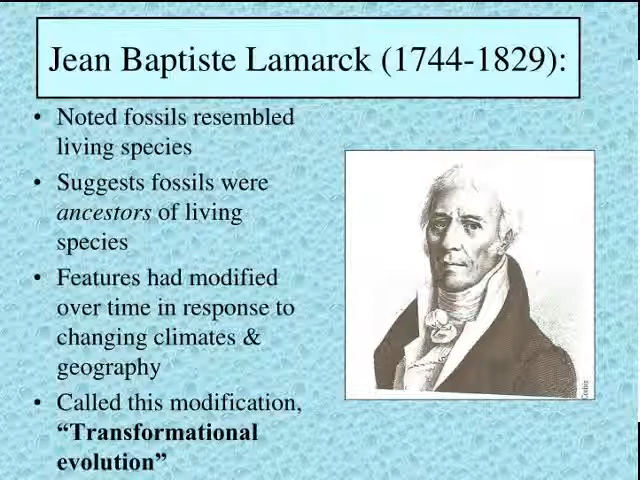 Jean Baptiste Lamarck (1744-1829):
• Noted fossils resembled
living species
• Suggests fossils were
ancestors of living
species
• Features had modified
over time in response to
changing climates &
geography
• Called this modification,
“Transformational
evolution”